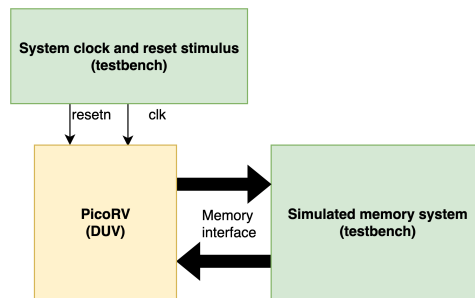 System clock and reset stimulus
(testbench)
resetn
clk
PicoRV
(DUV)
Memory
interface
Simulated memory system
(testbench)